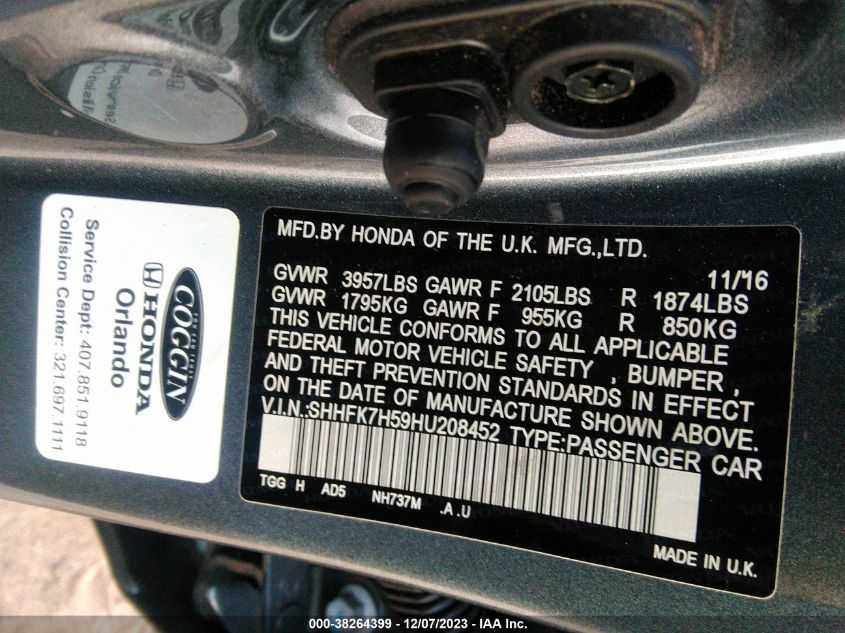 MFD.BY HONDA OF THE U.K. MFG.,LTD.
11/16
GVWR 3957LBS GAWR F 2105LBS R 1874LBS
GVWR 1795KG GAWR F 955KG R 850KG
THIS VEHICLE CONFORMS TO ALL APPLICABLE
FEDERAL MOTOR VEHICLE SAFETY , BUMPER ,
AND THEFT PREVENTION STANDARDS IN EFFECT
ON THE DATE OF MANUFACTURE SHOWN ABOVE.
V.I.N.:SHHFK7H59HU208452 TYPE:PASSENGER CAR
TGG H AD5 NH737M .A .U
MADE IN U.K.
COGGIN
HONDA
Orlando
Service Dept: 407.851.9118
Collision Center: 321.697.1111
000-38264399 - 12/07/2023 - IAA Inc.